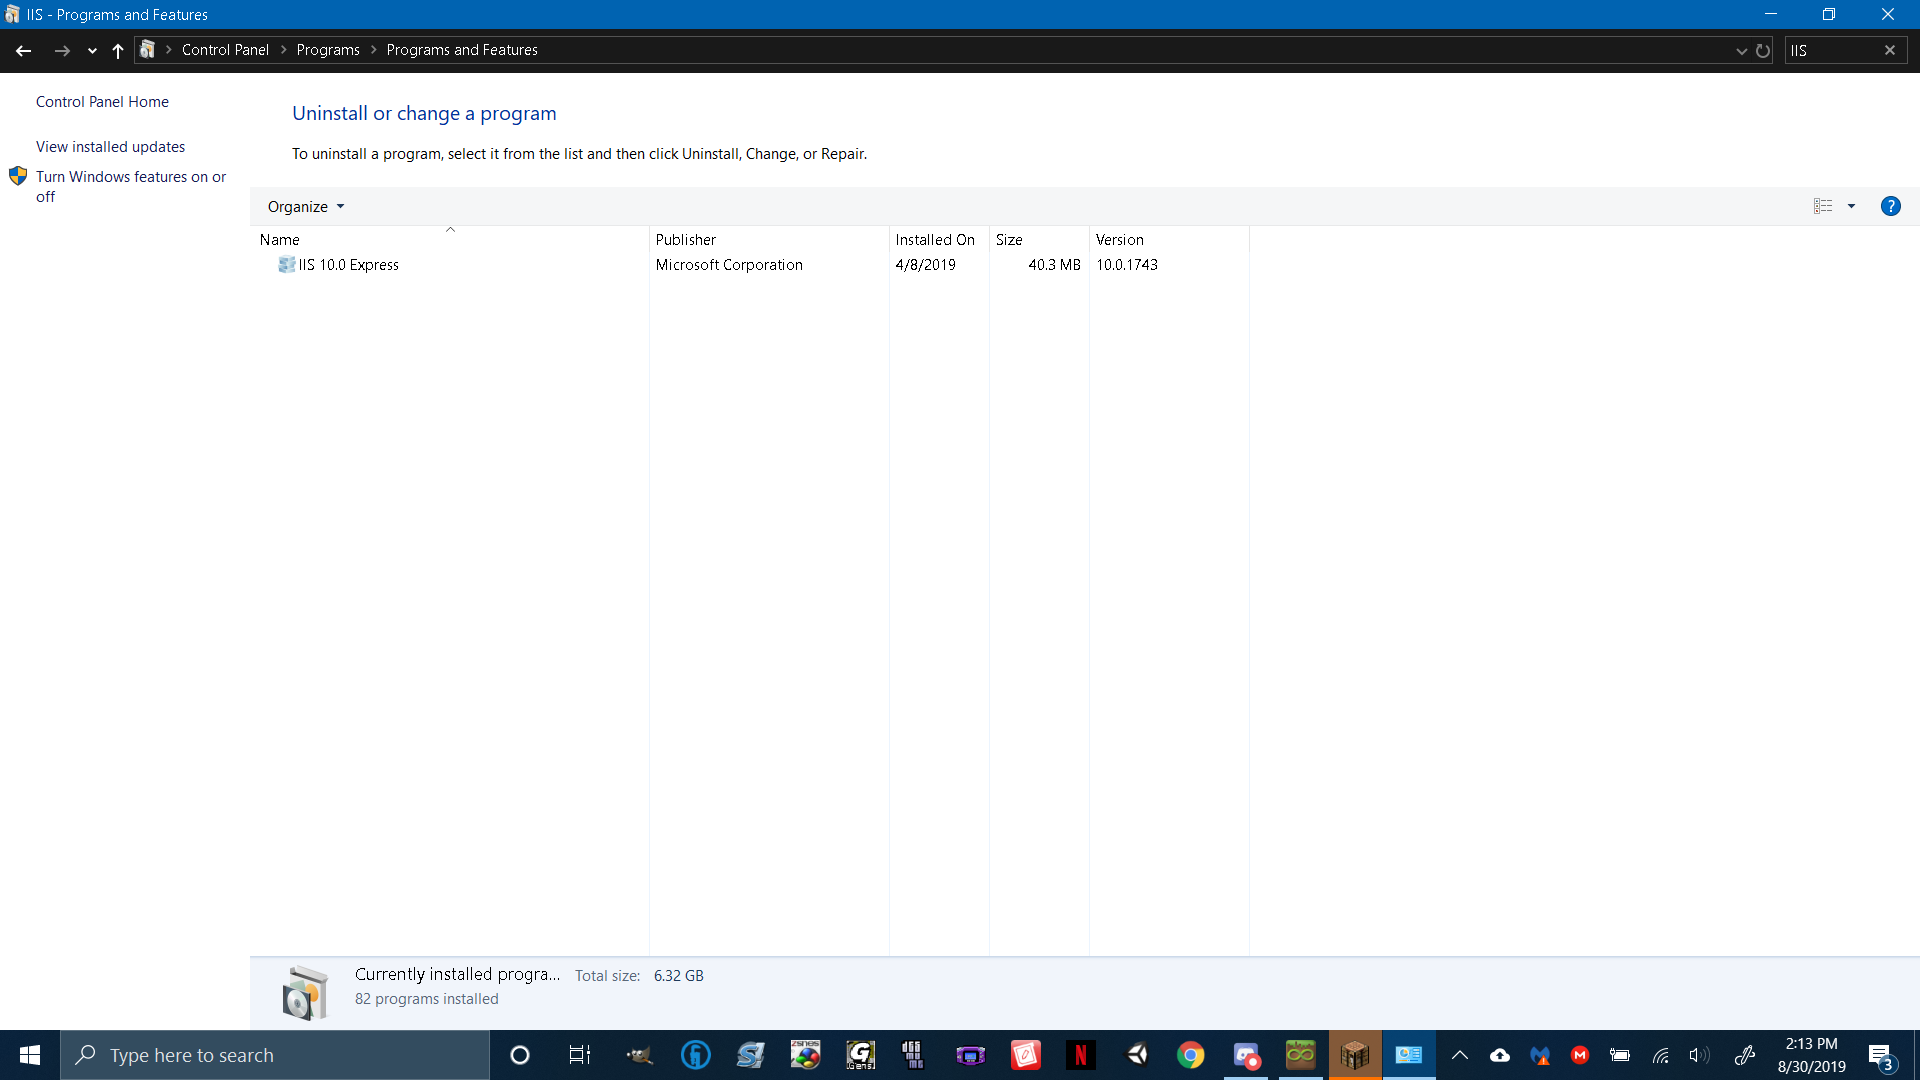 IIS - Programs and Features
Control Panel Programs Programs and Features
IIS
Control Panel Home
View installed updates
Turn Windows features on or
off
Uninstall or change a program
To uninstall a program, select it from the list and then click Uninstall, Change, or Repair.
Organize
?
Name Publisher Installed On Size Version
IIS 10.0 Express Microsoft Corporation 4/8/2019 40.3 MB 10.0.1743
Currently installed progra... Total size: 6.32 GB
82 programs installed
Type here to search
2:13 PM
8/30/2019
3